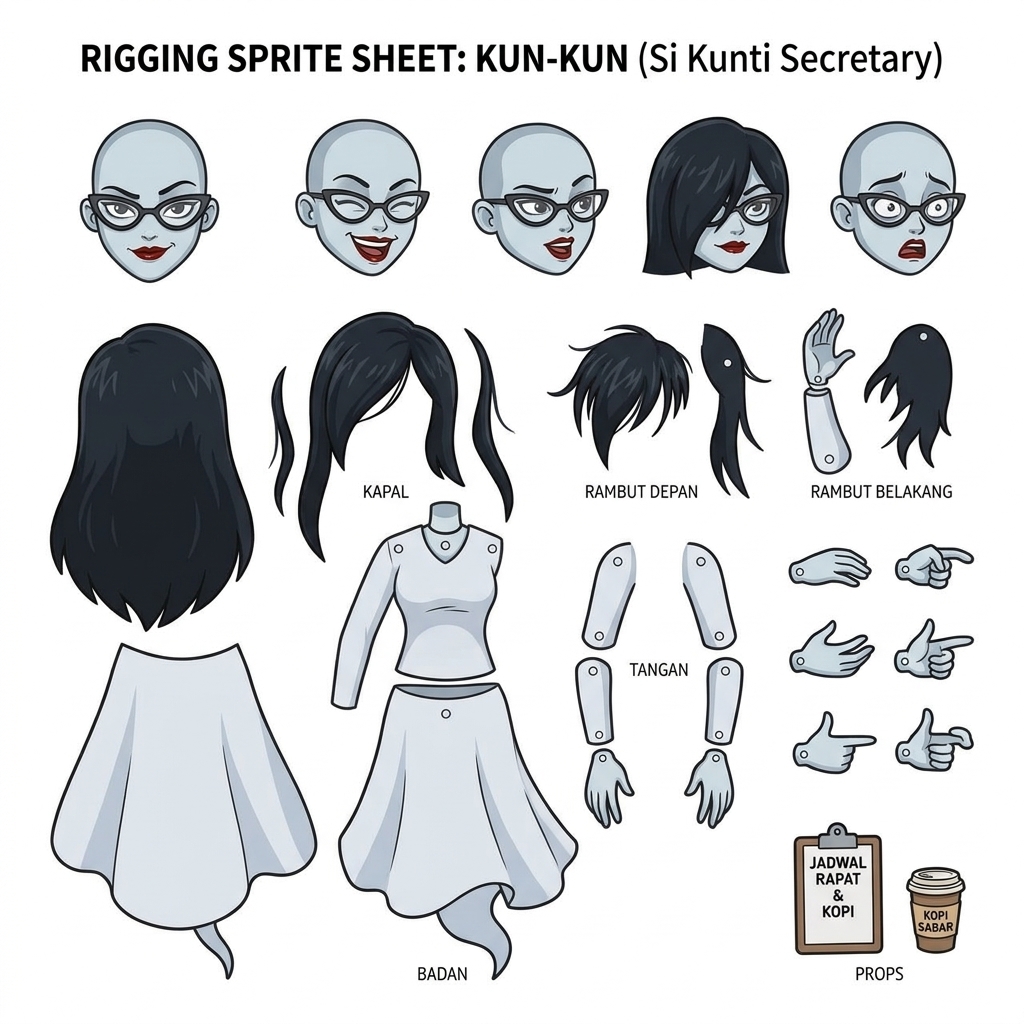 RIGGING SPRITE SHEET: KUN-KUN (Si Kunti Secretary)
KAPAL
RAMBUT DEPAN
RAMBUT BELAKANG
TANGAN
BADAN
JADWAL
RAPAT
&
KOPI
KOPI
SABAR
PROPS